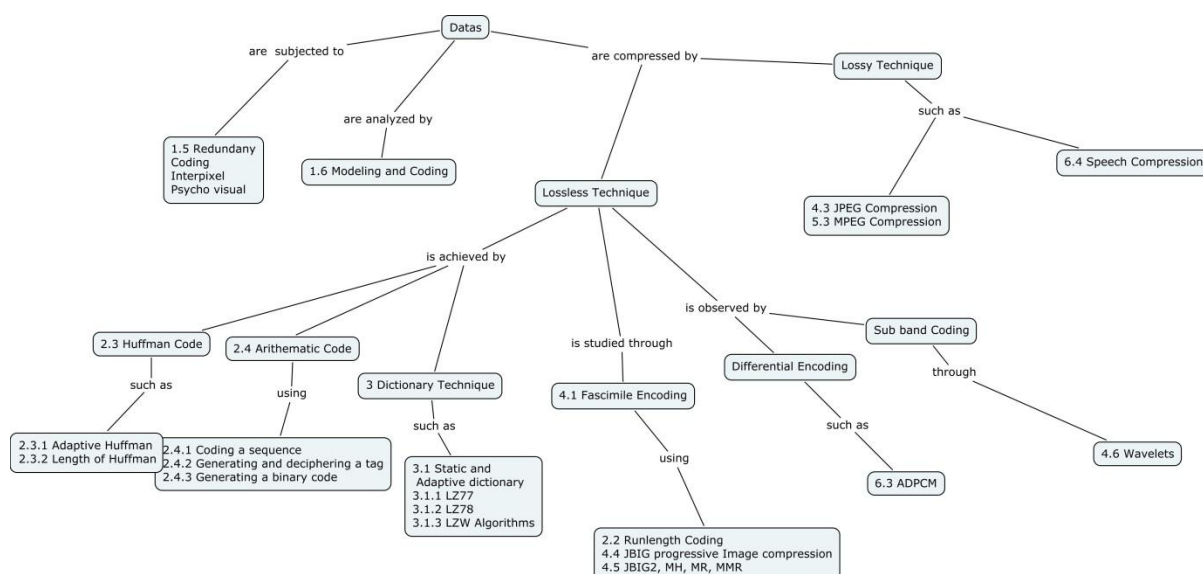 Datas
are subjected to
are compressed by
Lossy Technique
such as
are analyzed by
1.5 Redundany
Coding
Interpixel
Psycho visual
1.6 Modeling and Coding
6.4 Speech Compression
Lossless Technique
4.3 JPEG Compression
5.3 MPEG Compression
is achieved by
is observed by
Sub band Coding
2.3 Huffman Code
2.4 Arithematic Code
is studied through
Differential Encoding
such as
using
3 Dictionary Technique
4.1 Fascimile Encoding
through
such as
such as
2.3.1 Adaptive Huffman
2.3.2 Length of Huffman
2.4.1 Coding a sequence
2.4.2 Generating and deciphering a tag
2.4.3 Generating a binary code
using
4.6 Wavelets
3.1 Static and
Adaptive dictionary
3.1.1 LZ77
3.1.2 LZ78
3.1.3 LZW Algorithms
6.3 ADPCM
2.2 Runlength Coding
4.4 JBIG progressive Image compression
4.5 JBIG2, MH, MR, MMR